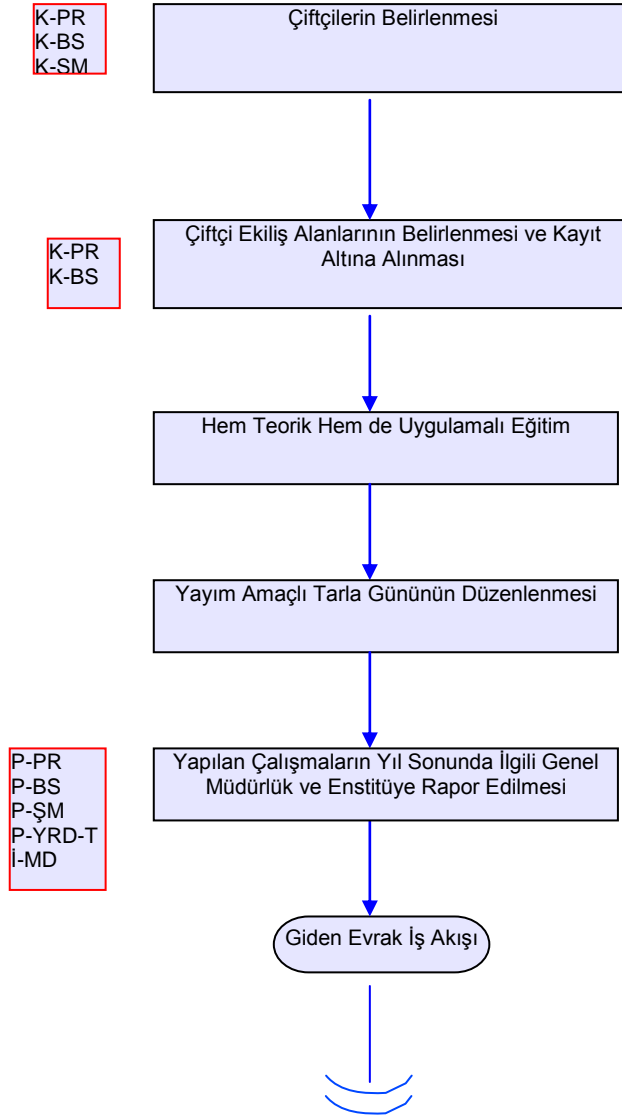 K-PR
K-BS
K-SM
Çiftçilerin Belirlenmesi
K-PR
K-BS
Çiftçi Ekiliş Alanlarının Belirlenmesi ve Kayıt
Altına Alınması
Hem Teorik Hem de Uygulamalı Eğitim
Yayım Amaçlı Tarla Gününün Düzenlenmesi
P-PR
P-BS
P-ŞM
P-YRD-T
İ-MD
Yapılan Çalışmaların Yıl Sonunda İlgili Genel
Müdürlük ve Enstitüye Rapor Edilmesi
Giden Evrak İş Akışı